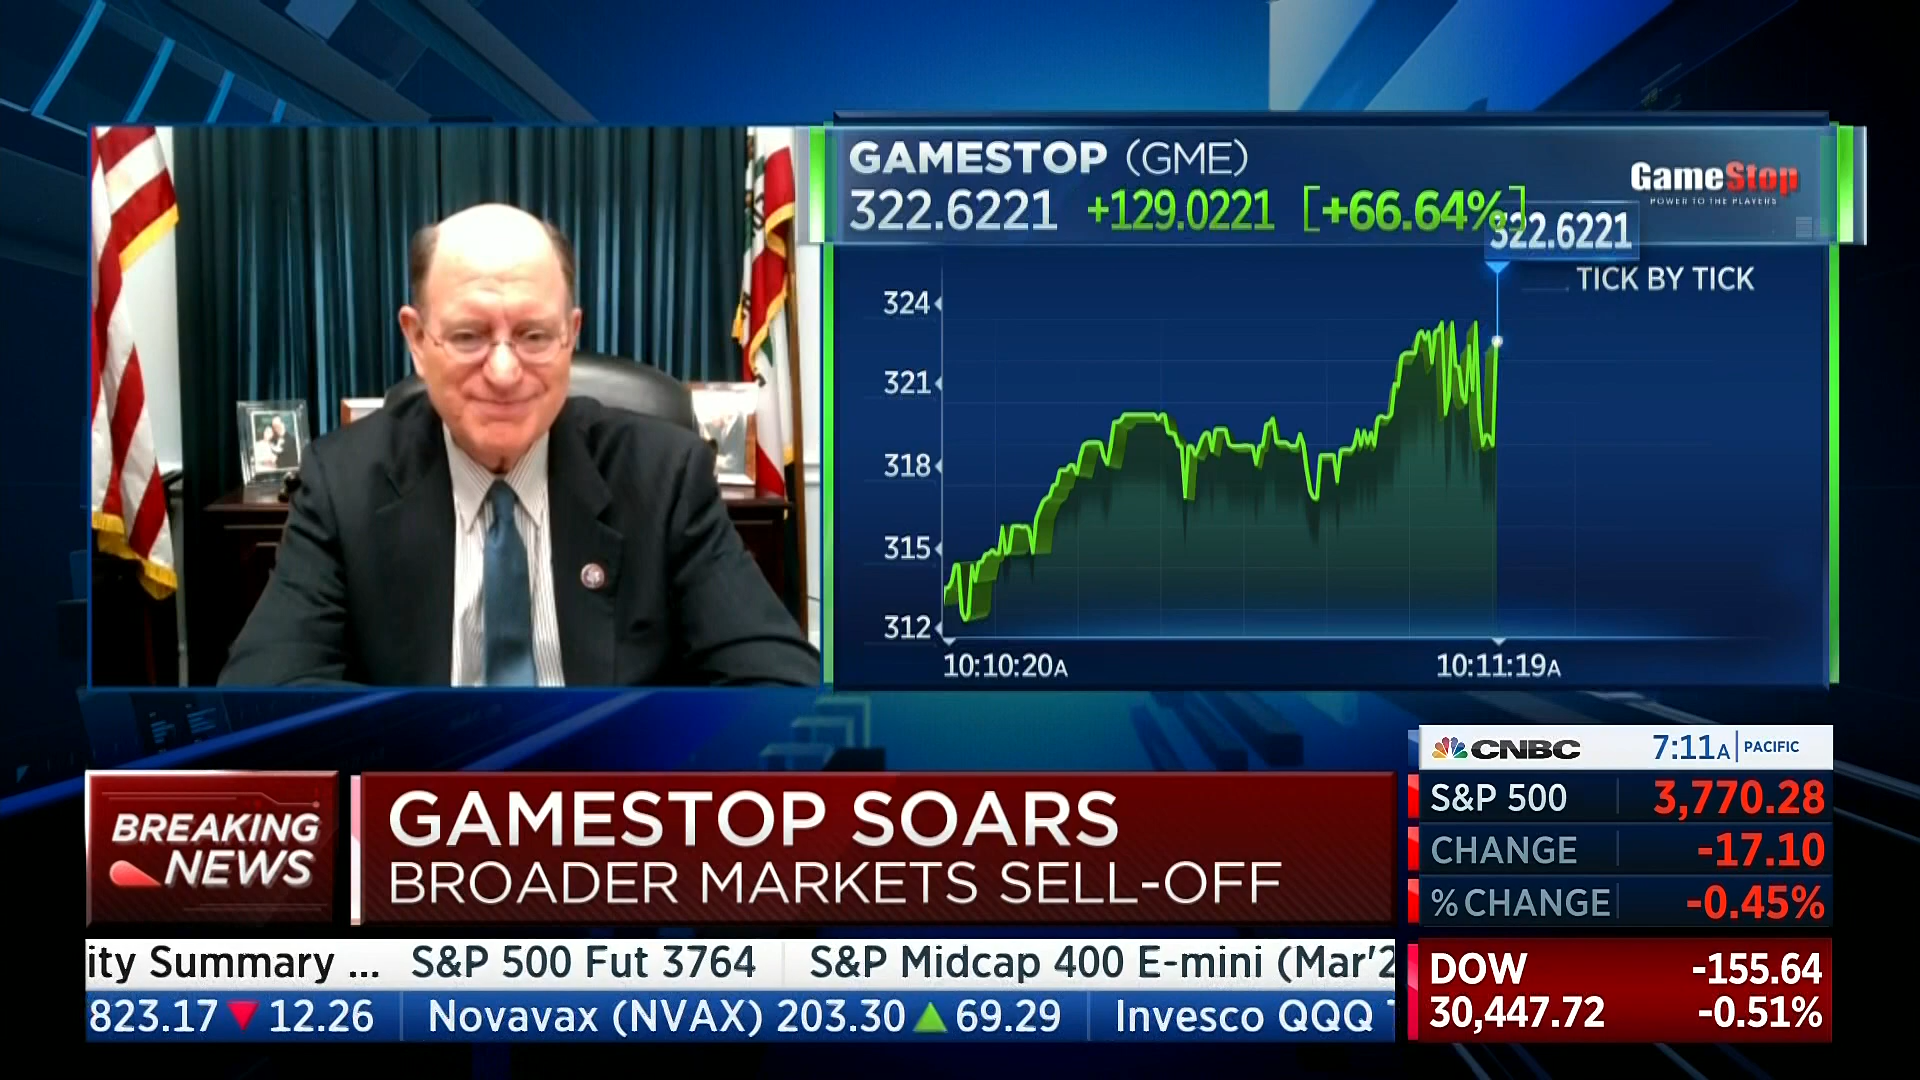 GAMESTOP (GME)
322.6221 +129.0221 [+66.64%]
GameStop
POWER TO THE PLAYERS
322.6221
TICK BY TICK
324
321
318
315
312
10:10:20A
10:11:19A
CNBC 7:11A PACIFIC
S&P 500 3,770.28
CHANGE -17.10
% CHANGE -0.45%
DOW -155.64
30,447.72 -0.51%
BREAKING
NEWS
GAMESTOP SOARS
BROADER MARKETS SELL-OFF
ity Summary ... S&P 500 Fut 3764 S&P Midcap 400 E-mini (Mar'2
823.17 ▼ 12.26 Novavax (NVAX) 203.30 ▲ 69.29 Invesco QQQ